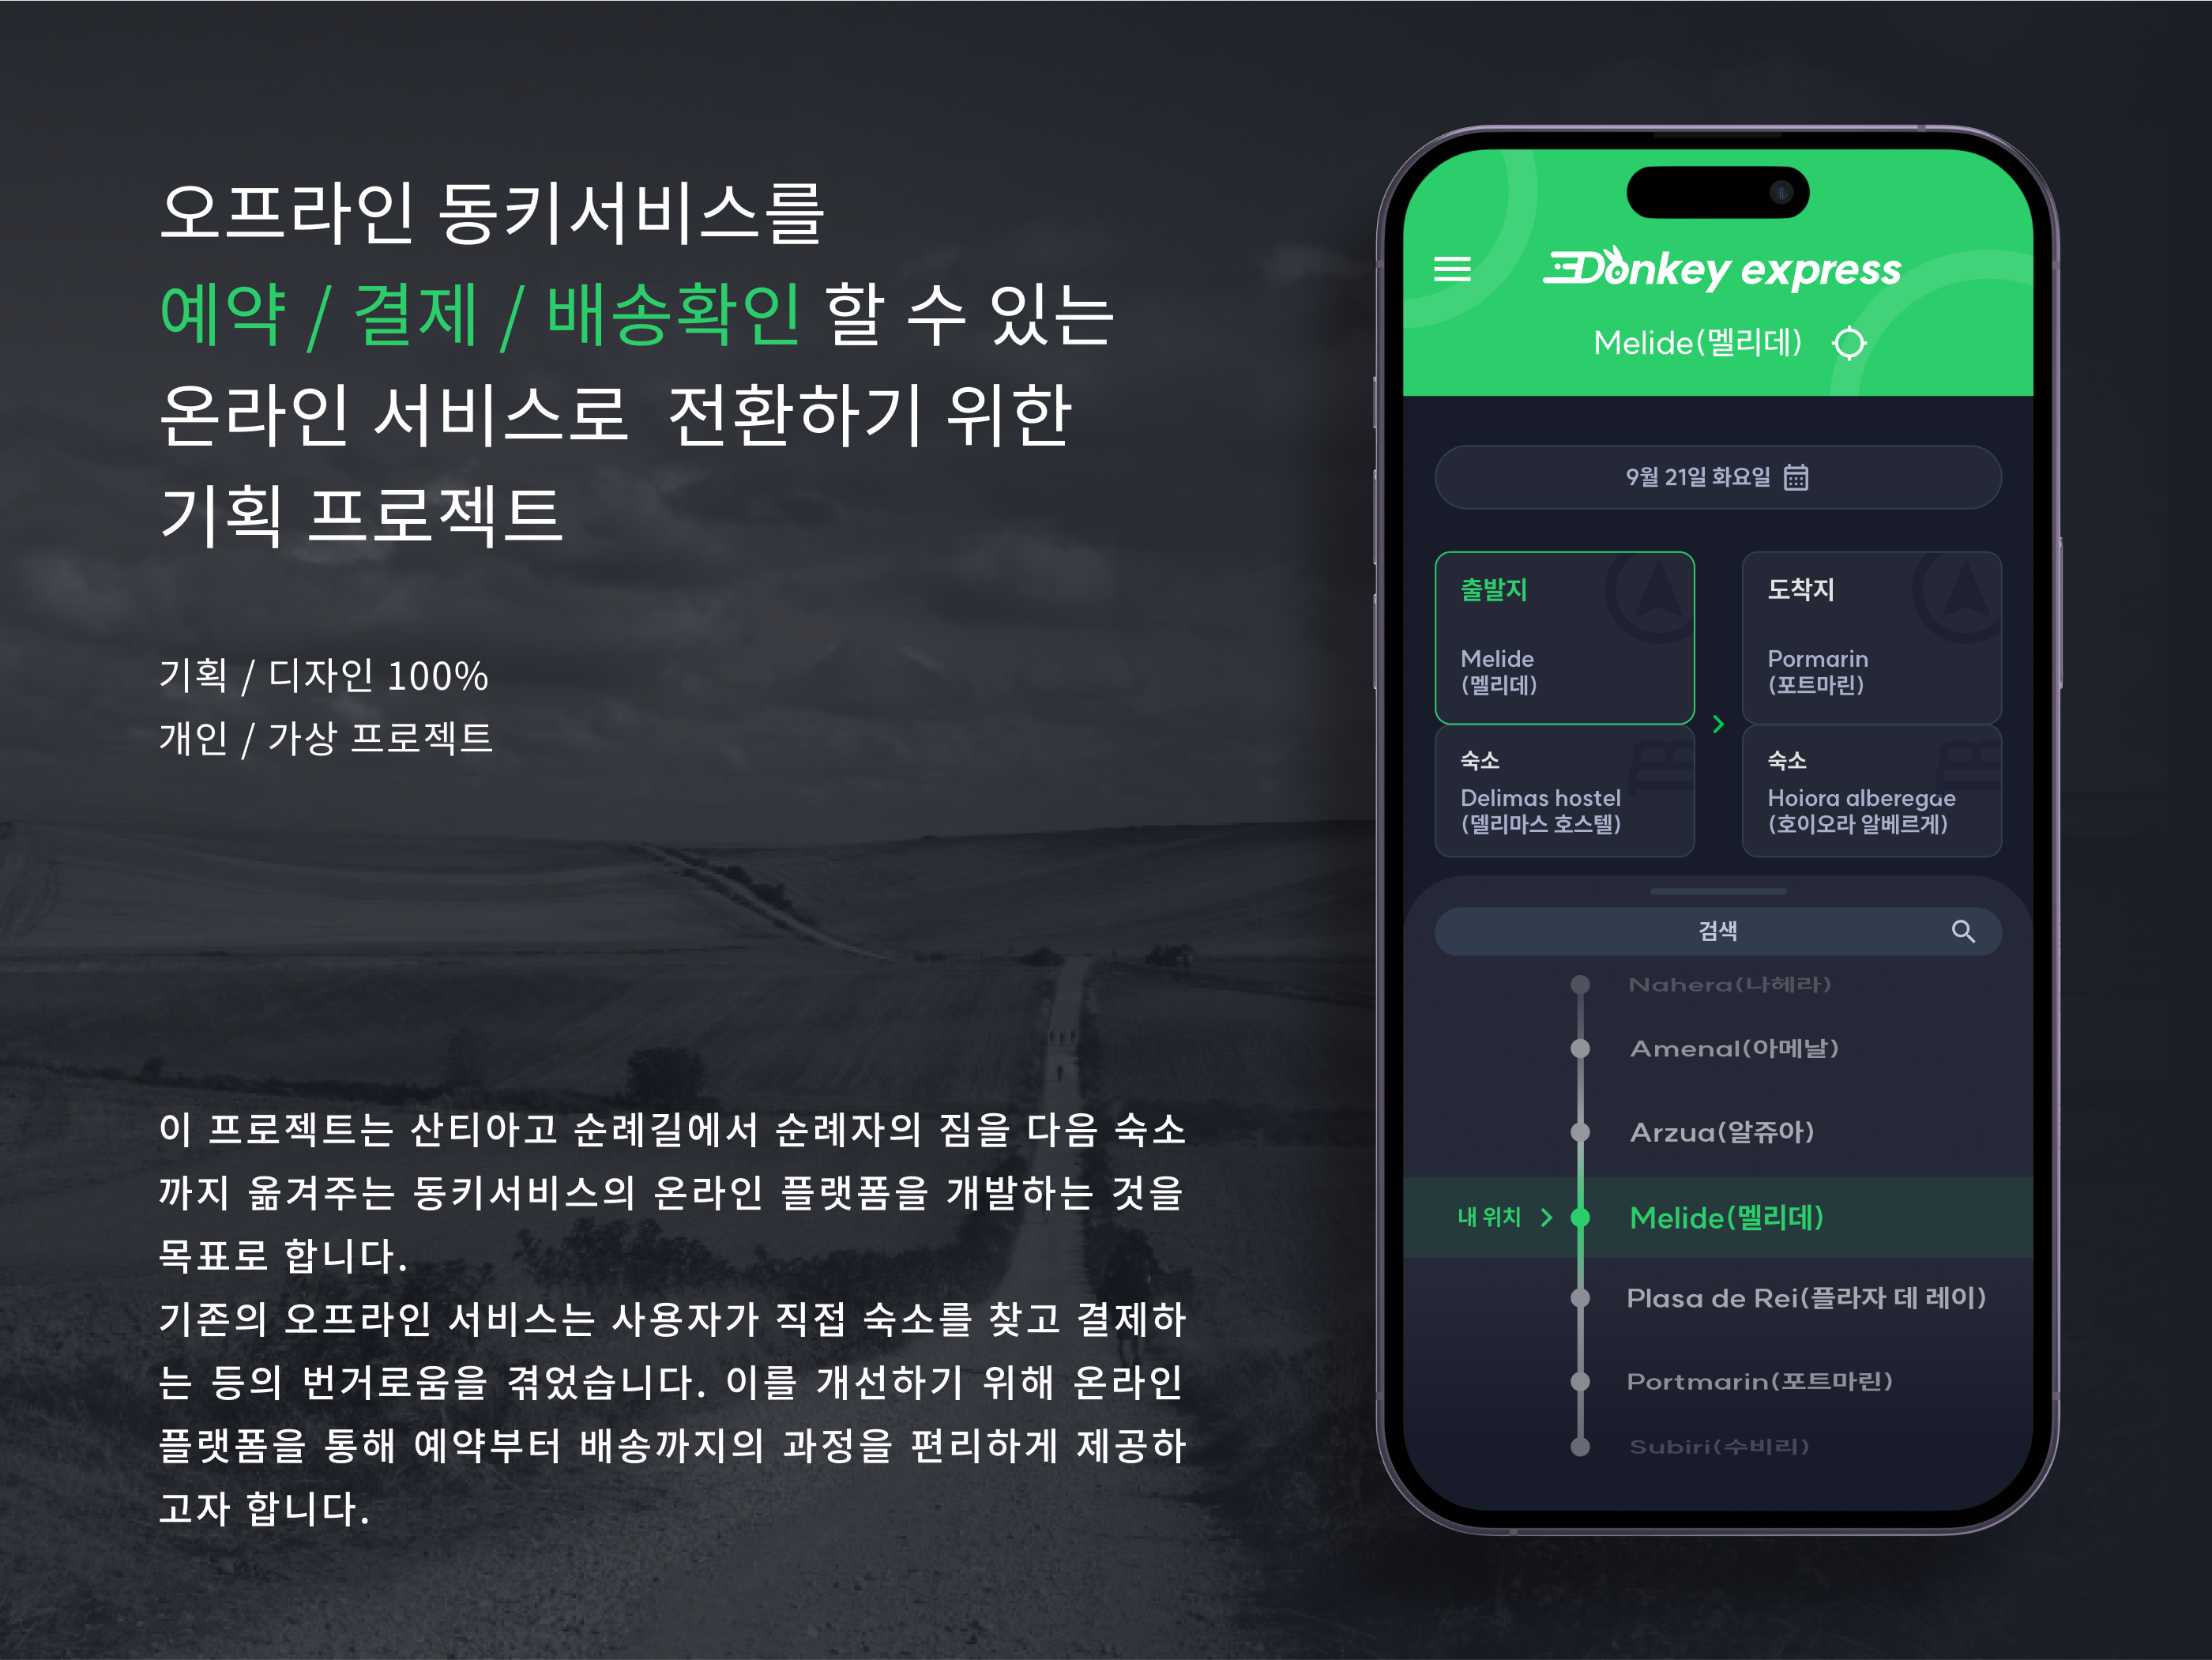 오프라인 동키서비스를
예약 / 결제 / 배송확인 할 수 있는
온라인 서비스로 전환하기 위한
기획 프로젝트
기획 / 디자인 100%
개인 / 가상 프로젝트
이 프로젝트는 산티아고 순례길에서 순례자의 짐을 다음 숙소
까지 옮겨주는 동키서비스의 온라인 플랫폼을 개발하는 것을
목표로 합니다.
기존의 오프라인 서비스는 사용자가 직접 숙소를 찾고 결제하
는 등의 번거로움을 겪었습니다. 이를 개선하기 위해 온라인
플랫폼을 통해 예약부터 배송까지의 과정을 편리하게 제공하
고자 합니다.
Donkey express
Melide(멜리데)
9월 21일 화요일
출발지
Melide
(멜리데)
도착지
Pormarin
(포트마린)
숙소
Delimas hostel
(델리마스 호스텔)
숙소
Hoiora alberegae
(호이오라 알베르게)
검색
Nahera(나헤라)
Amenal(아메날)
Arzua(알쥬아)
내 위치 Melide(멜리데)
Plasa de Rei(플라자 데 레이)
Portmarin(포트마린)
Subiri(수비리)